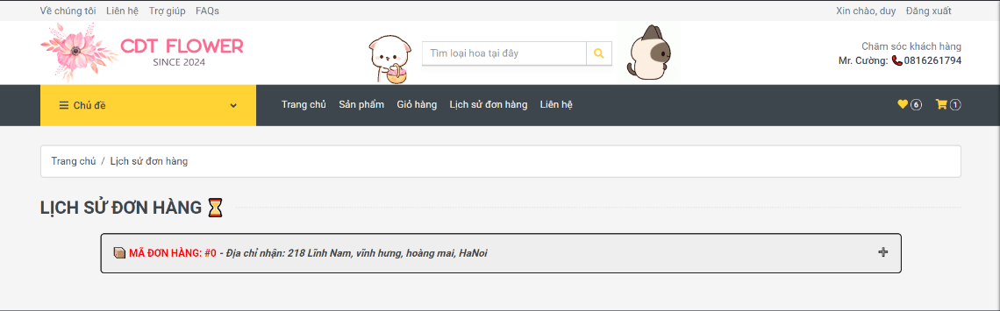 Về chúng tôi Liên hệ Trợ giúp FAQs Xin chào, duy Đăng xuất
CDT FLOWER
SINCE 2024
Tìm loại hoa tại đây
Chăm sóc khách hàng
Mr. Cường: 0816261794
Chủ đề Trang chủ Sản phẩm Giỏ hàng Lịch sử đơn hàng Liên hệ 6 1
Trang chủ / Lịch sử đơn hàng
LỊCH SỬ ĐƠN HÀNG
MÃ ĐƠN HÀNG: #0 - Địa chỉ nhận: 218 Lĩnh Nam, vĩnh hưng, hoàng mai, HaNoi